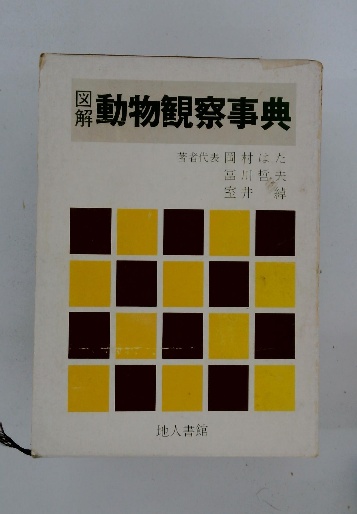 図解 動物観察事典
著者代表 岡村はた
室井 綽
地人書館